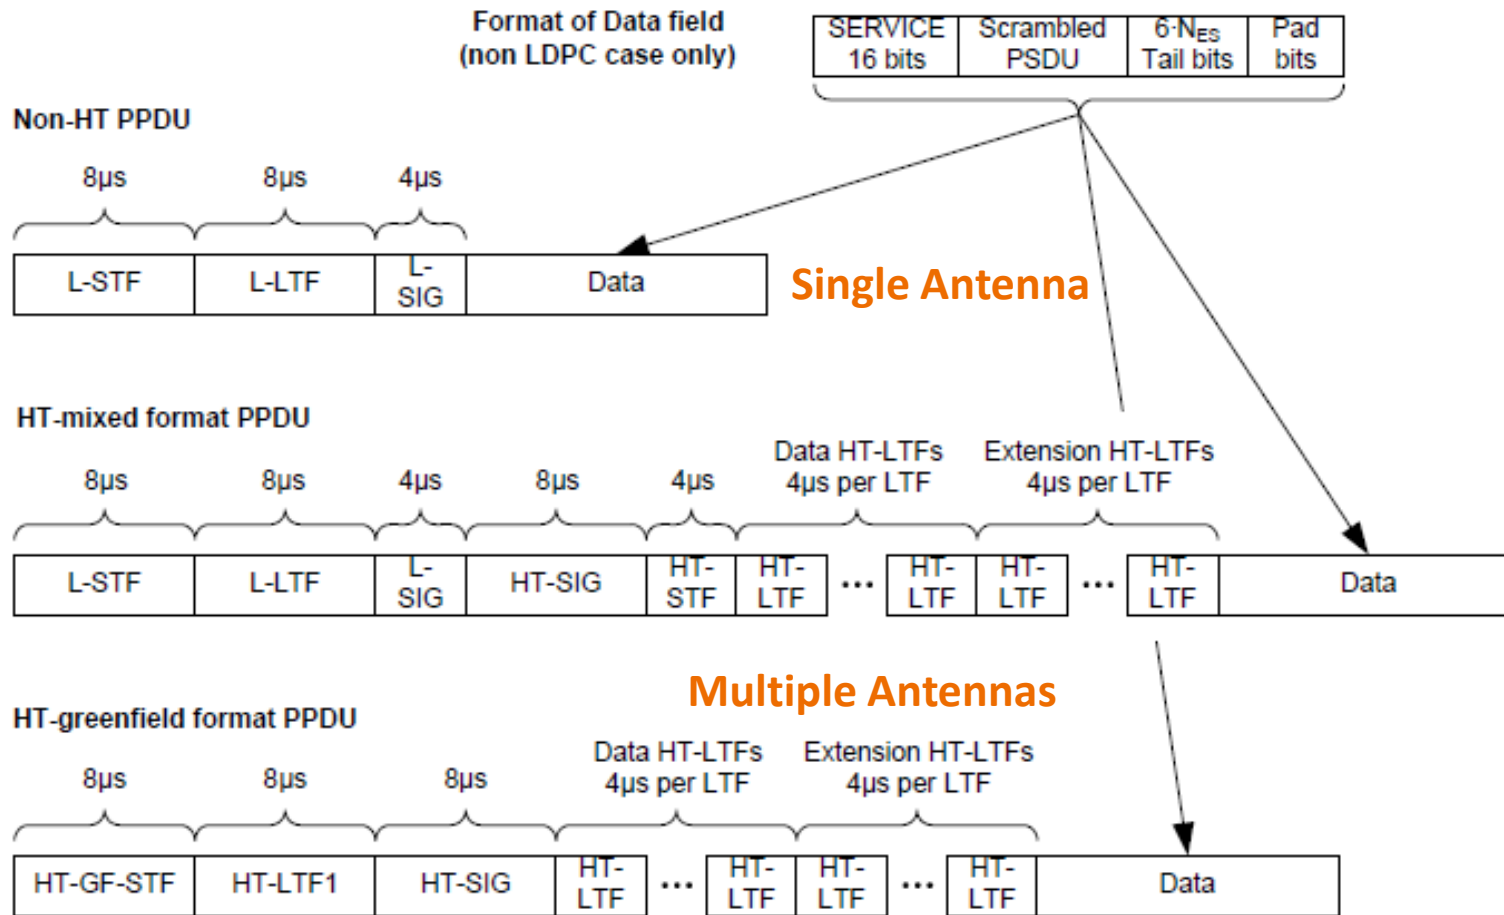 Format of Data field
(non LDPC case only)
SERVICE
16 bits
Scrambled
PSDU
6·N_ES
Tail bits
Pad
bits
Non-HT PPDU
8µs
8µs
4µs
L-STF
L-LTF
L-
SIG
Data
Single Antenna
HT-mixed format PPDU
8µs
8µs
4µs
8µs
4µs
Data HT-LTFs
4µs per LTF
Extension HT-LTFs
4µs per LTF
L-STF
L-LTF
L-
SIG
HT-SIG
HT-
STF
HT-
LTF
...
HT-
LTF
HT-
LTF
...
HT-
LTF
Data
Multiple Antennas
HT-greenfield format PPDU
8µs
8µs
8µs
Data HT-LTFs
4µs per LTF
Extension HT-LTFs
4µs per LTF
HT-GF-STF
HT-LTF1
HT-SIG
HT-
LTF
...
HT-
LTF
HT-
LTF
...
HT-
LTF
Data